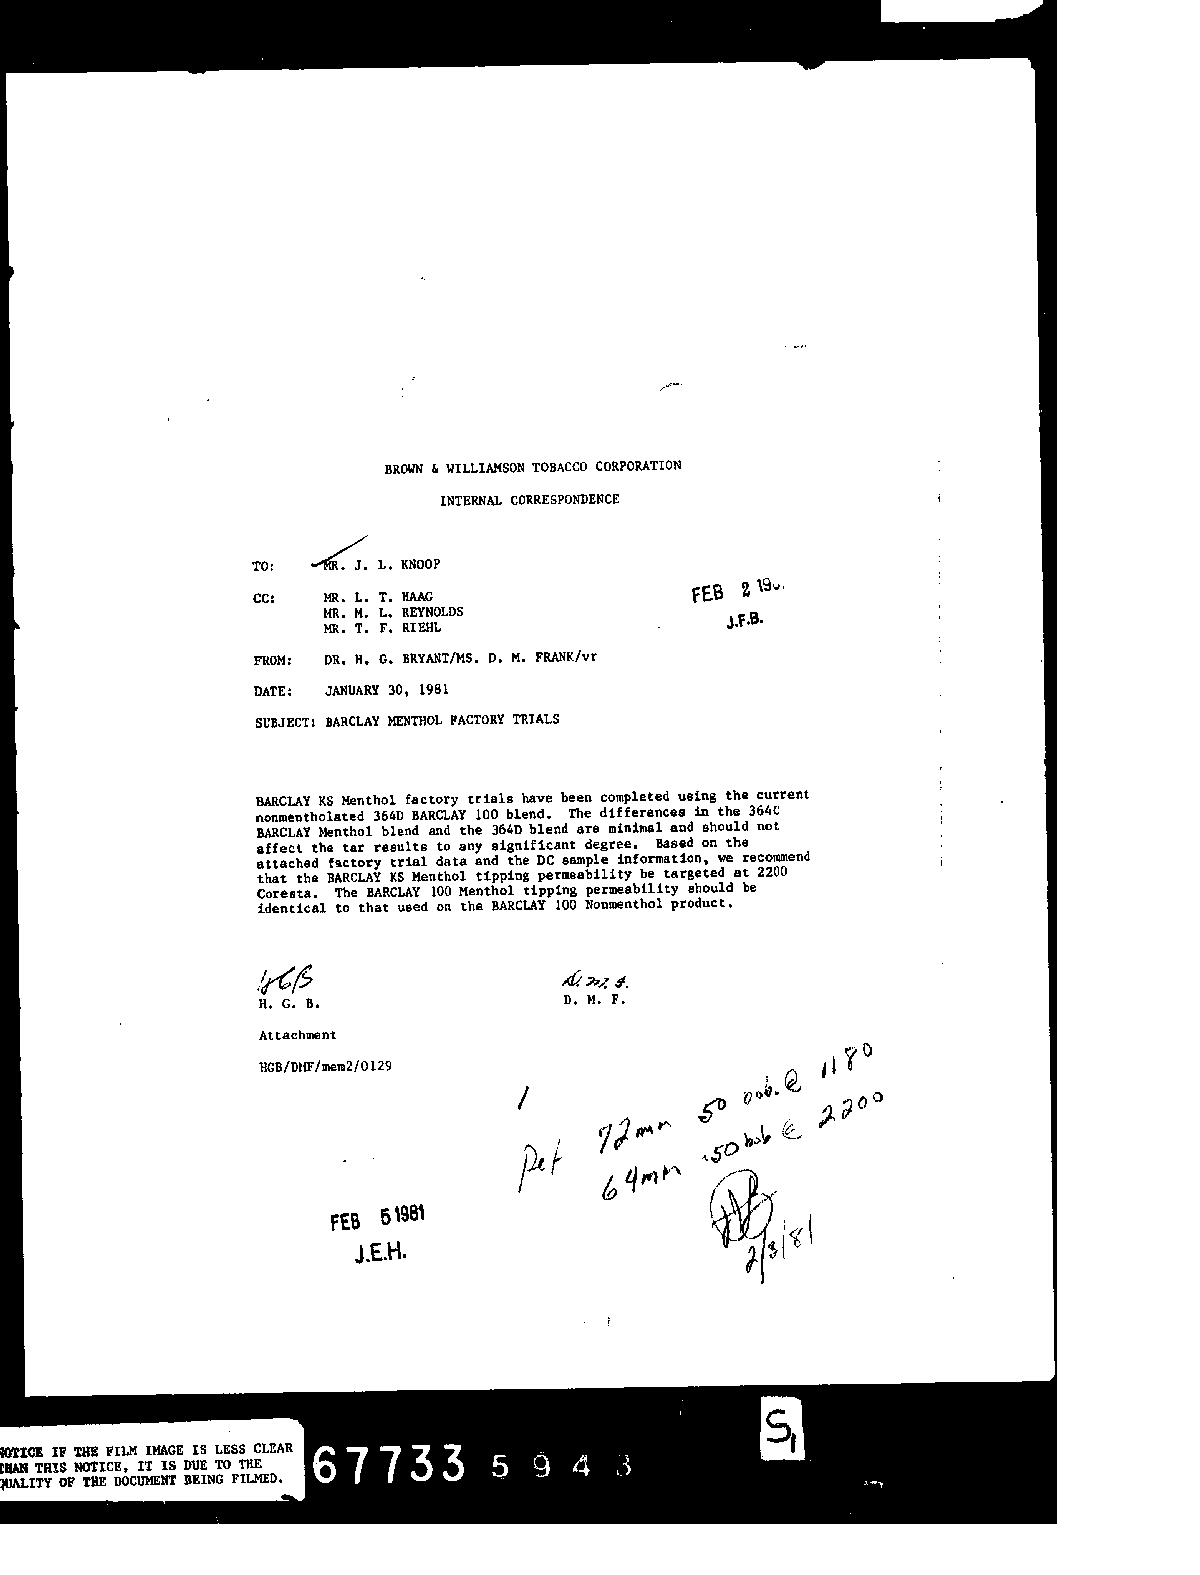 BROWN & WILLIAMSON TOBACCO CORPORATION
INTERNAL CORRESPONDENCE
TO: MR. J. L. KNOOP
CC: MR. L. T. HAAG
MR. M. L. REYNOLDS
MR. T. F. RIEHL
FEB 2 19
J.F.B.
FROM: DR. H. G. BRYANT/MS. D. M. FRANK/vr
DATE: JANUARY 30, 1981
SUBJECT: BARCLAY MENTHOL FACTORY TRIALS
BARCLAY KS Menthol factory trials have been completed using the current
nonmentholated 364D BARCLAY 100 blend. The differences in the 364C
BARCLAY Menthol blend and the 364D blend are minimal and should not
affect the tar results to any significant degree. Based on the
attached factory trial data and the DC sample information, we recommend
that the BARCLAY KS Menthol tipping permeability be targeted at 2200
Coresta. The BARCLAY 100 Menthol tipping permeability should be
identical to that used on the BARCLAY 100 Nonmenthol product.
HGB D.M.F.
H. G. B. D. M. F.
Attachment
HGB/DMF/mem2/0129
72mm 50 bob. @ 1180
64mm 50 bob @ 2200
2/3/81
FEB 5 1981
J.E.H.
S1
NOTICE IF THE FILM IMAGE IS LESS CLEAR
THAN THIS NOTICE, IT IS DUE TO THE
QUALITY OF THE DOCUMENT BEING FILMED.
67733 5943